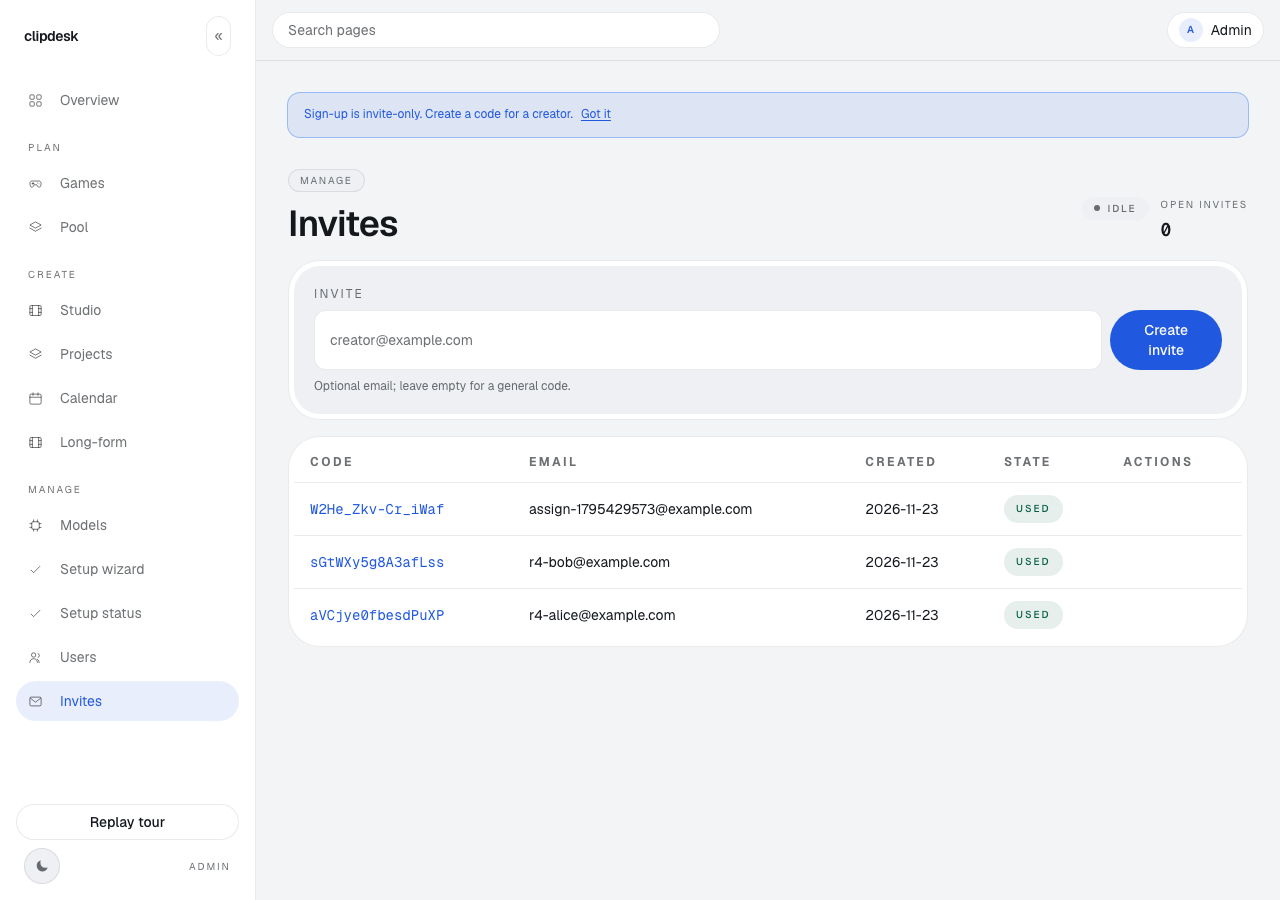 clipdesk
«
Search pages
A Admin
Overview
PLAN
Games
Pool
CREATE
Studio
Projects
Calendar
Long-form
MANAGE
Models
Setup wizard
Setup status
Users
Invites
Replay tour
ADMIN
Sign-up is invite-only. Create a code for a creator. Got it
MANAGE
Invites
IDLE
OPEN INVITES
0
INVITE
creator@example.com
Create
invite
Optional email; leave empty for a general code.
CODE EMAIL CREATED STATE ACTIONS
W2He_Zkv-Cr_iWaf assign-1795429573@example.com 2026-11-23 USED
sGtWXy5g8A3afLss r4-bob@example.com 2026-11-23 USED
aVCjye0fbesdPuXP r4-alice@example.com 2026-11-23 USED